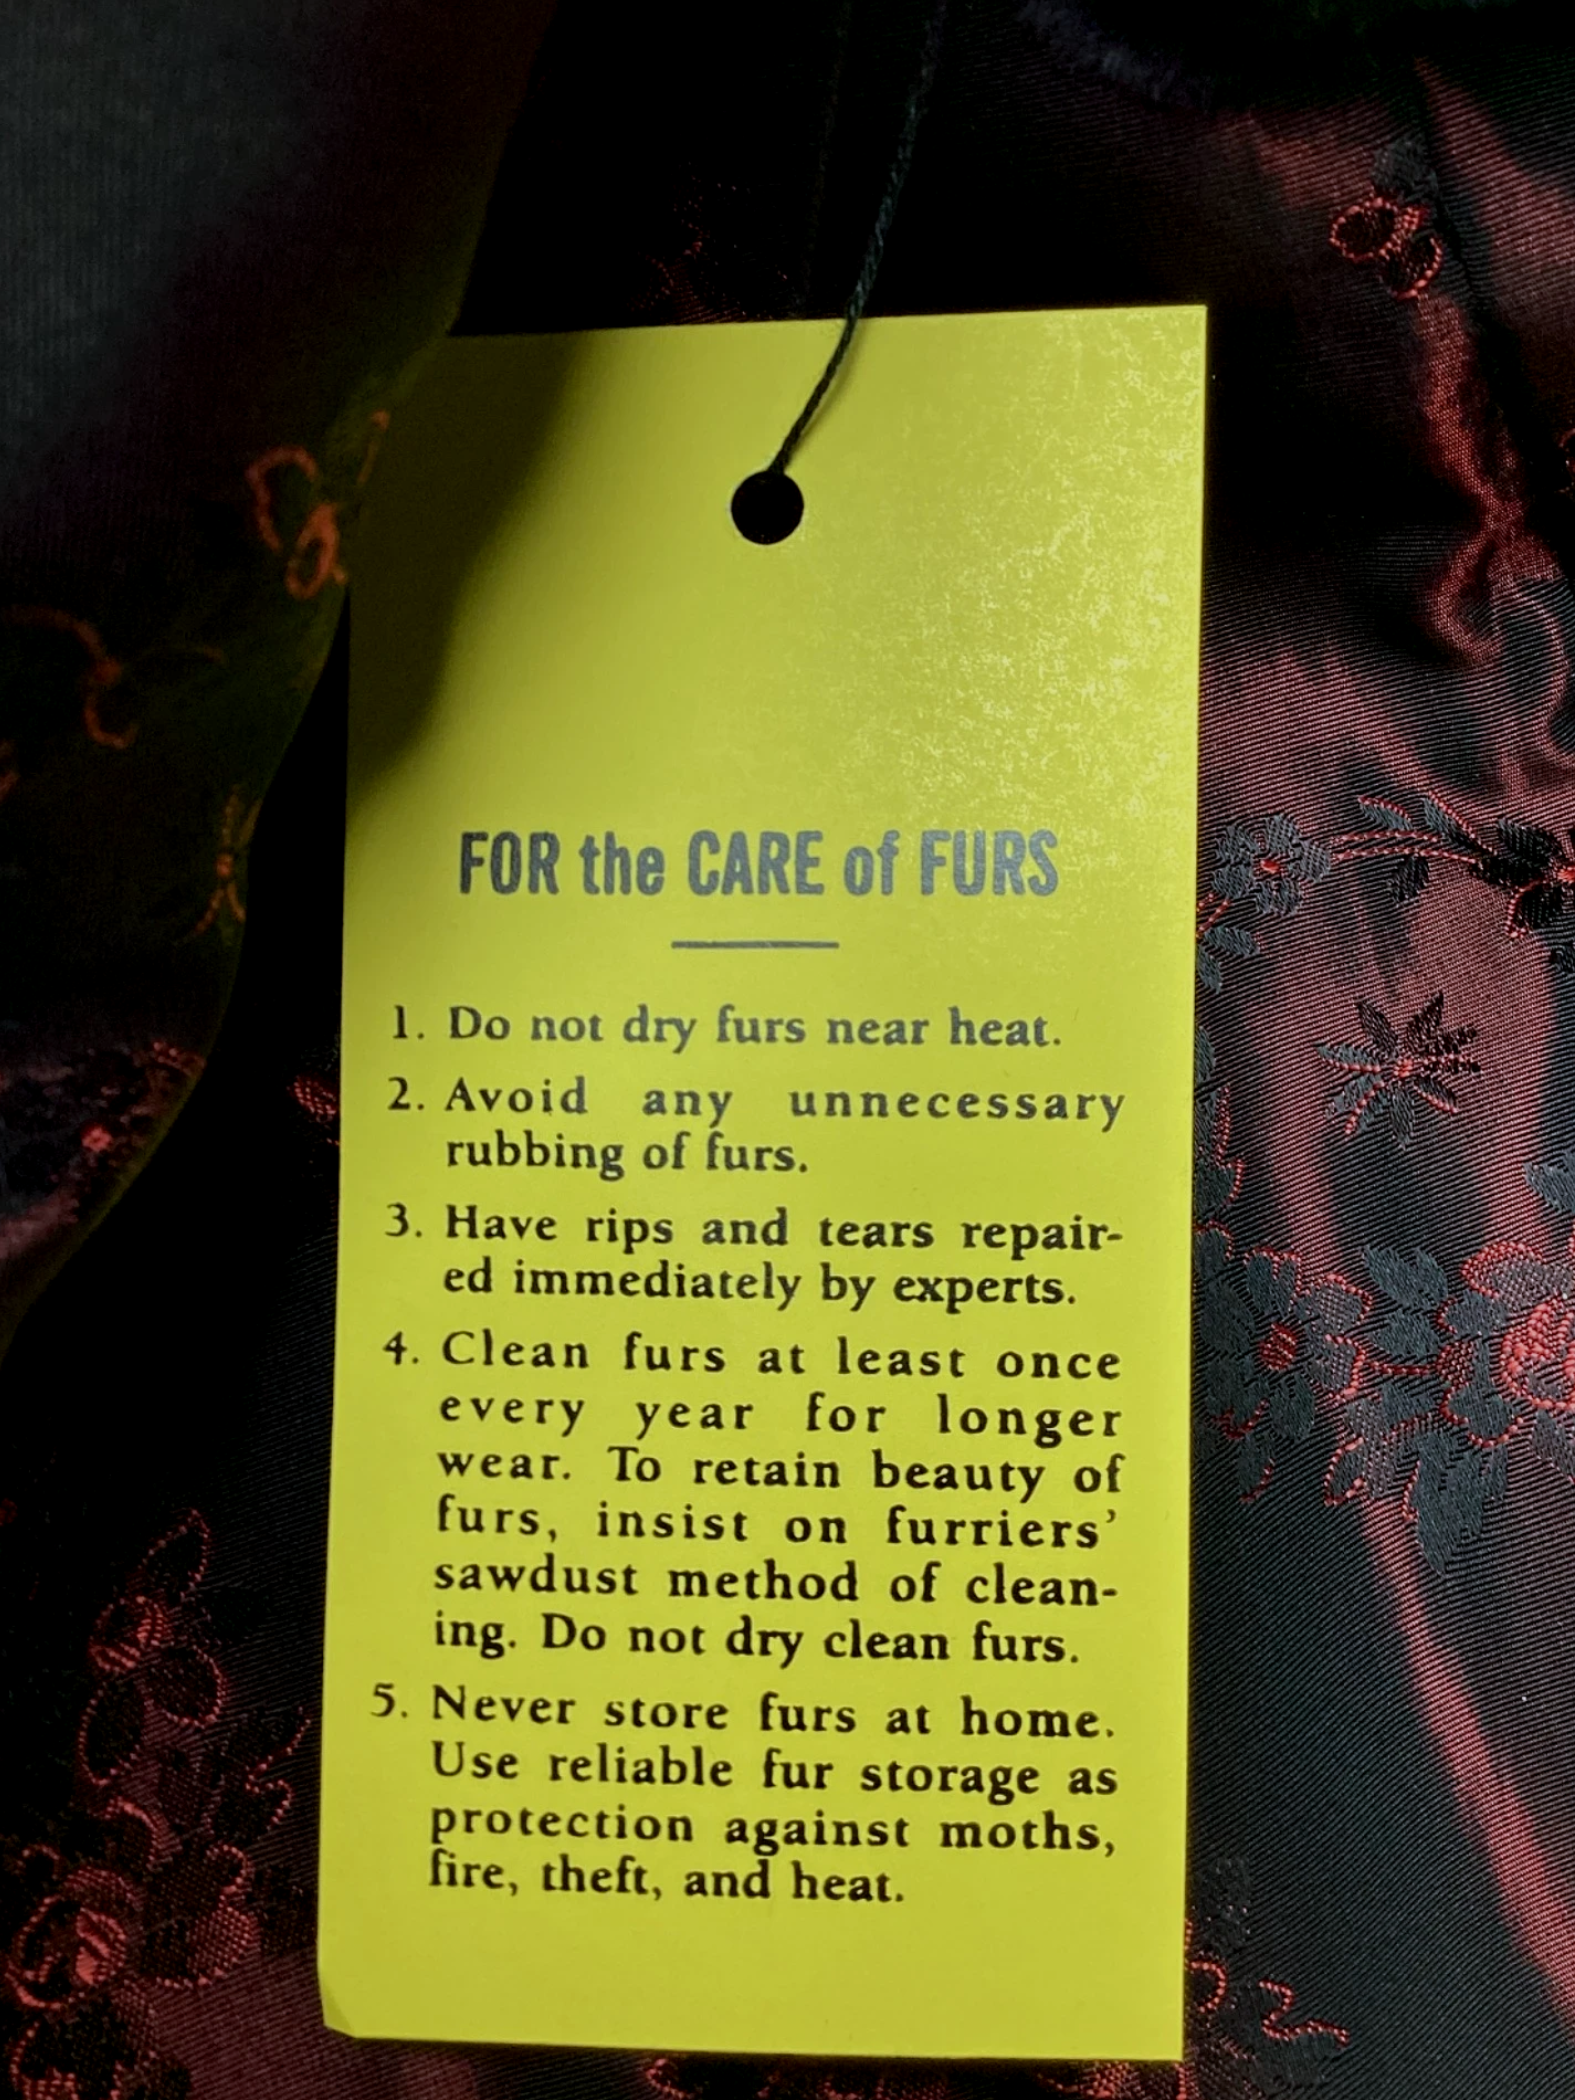 FOR the CARE of FURS
1. Do not dry furs near heat.
2. Avoid any unnecessary
rubbing of furs.
3. Have rips and tears repair-
ed immediately by experts.
4. Clean furs at least once
every year for longer
wear. To retain beauty of
furs, insist on furriers’
sawdust method of clean-
ing. Do not dry clean furs.
5. Never store furs at home.
Use reliable fur storage as
protection against moths,
fire, theft, and heat.